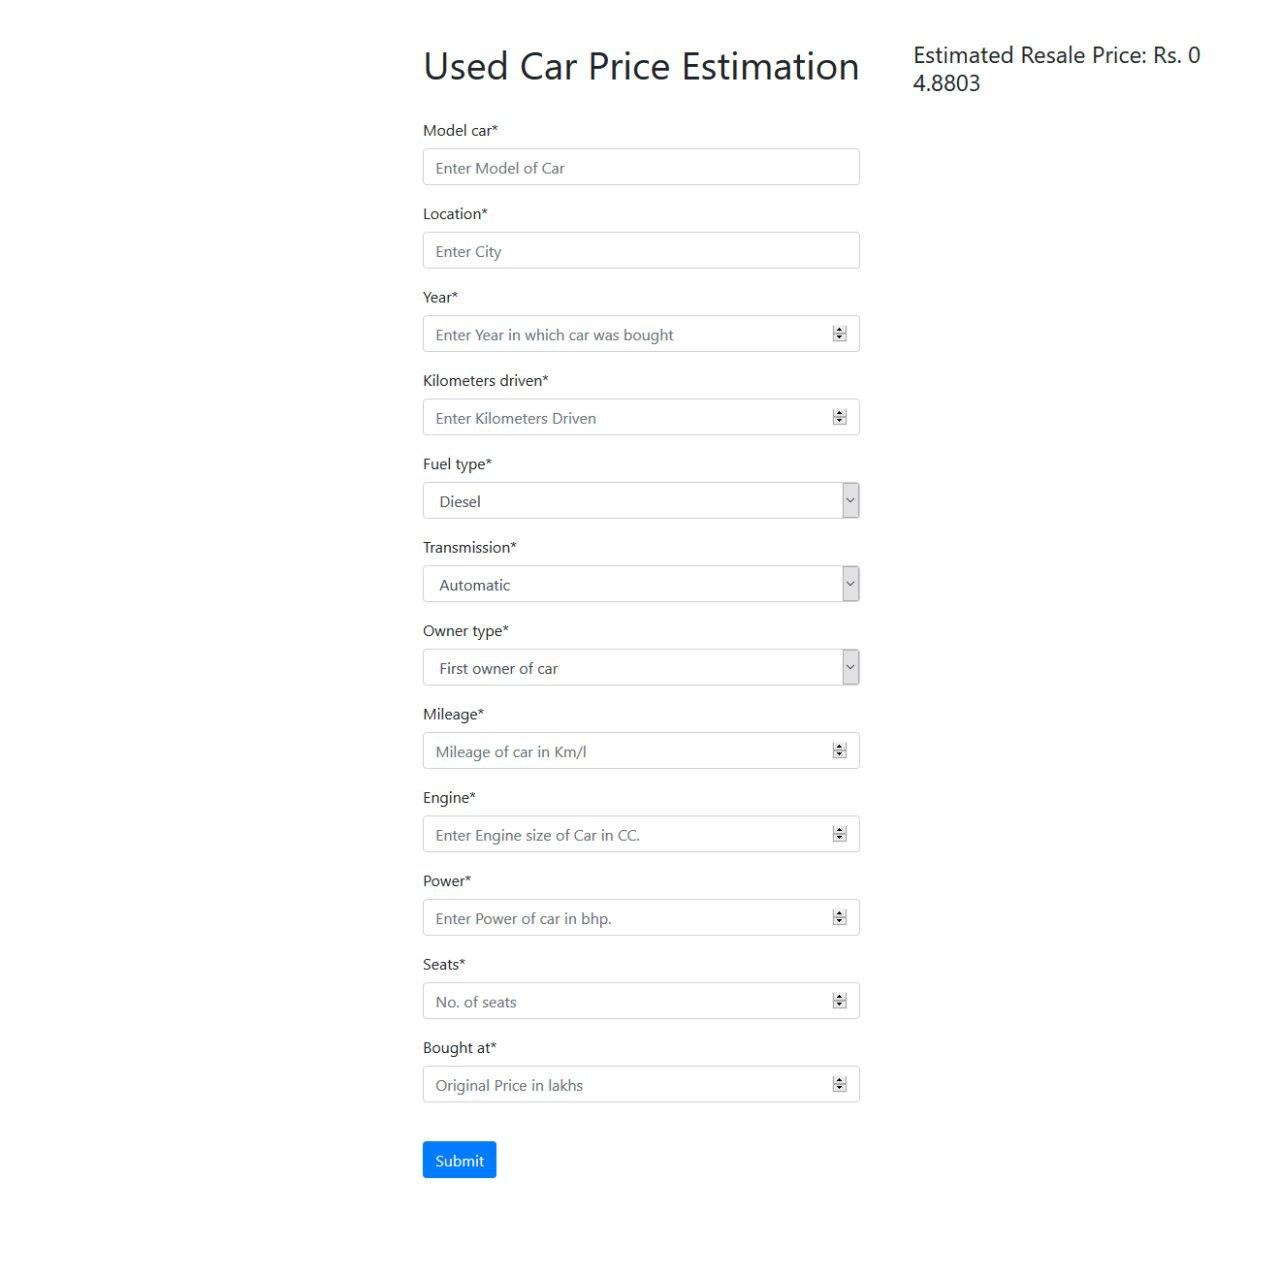 Used Car Price Estimation
Estimated Resale Price: Rs. 0
4.8803
Model car*
Enter Model of Car
Location*
Enter City
Year*
Enter Year in which car was bought
Kilometers driven*
Enter Kilometers Driven
Fuel type*
Diesel
Transmission*
Automatic
Owner type*
First owner of car
Mileage*
Mileage of car in Km/l
Engine*
Enter Engine size of Car in CC.
Power*
Enter Power of car in bhp.
Seats*
No. of seats
Bought at*
Original Price in lakhs
Submit